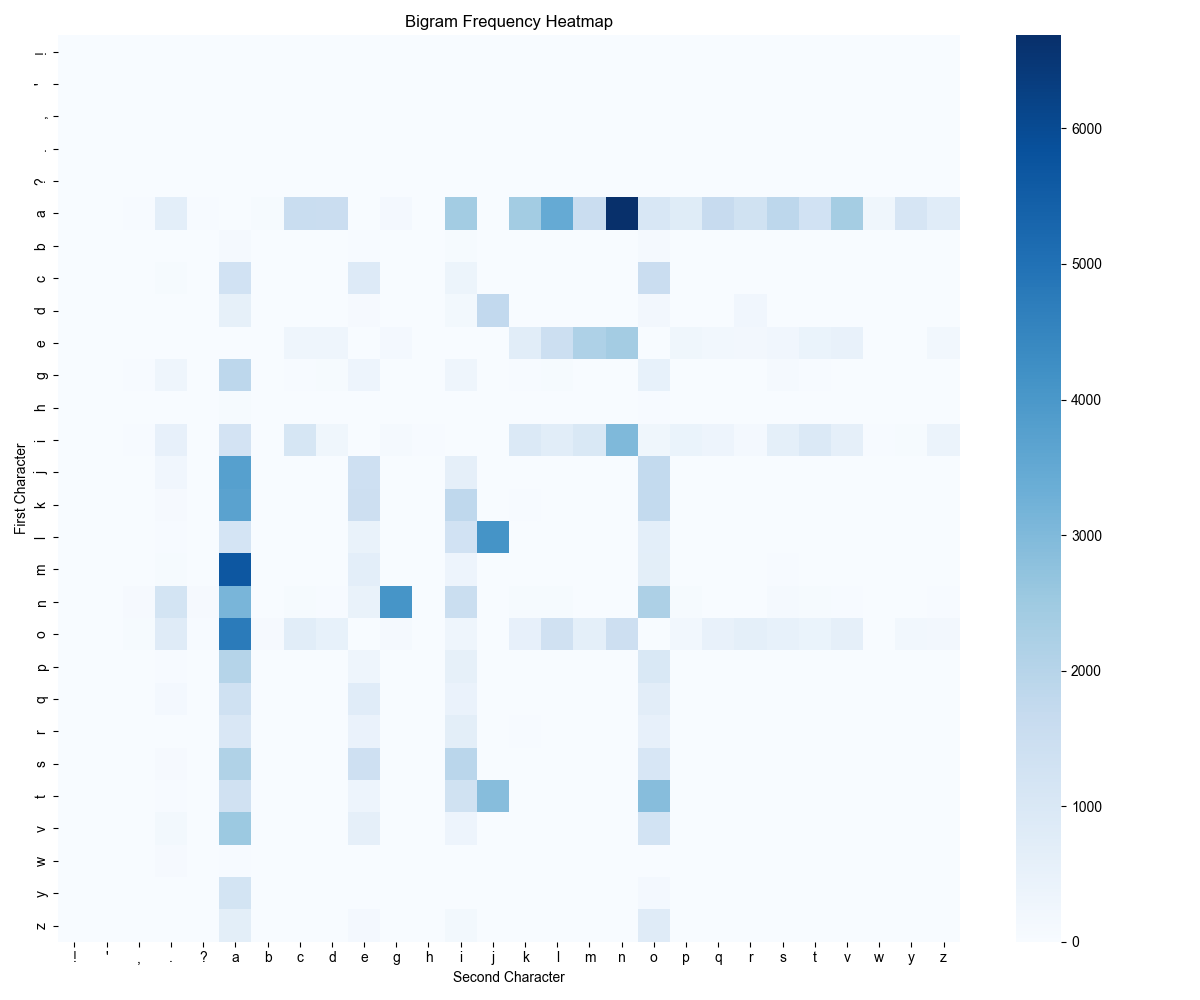 Bigram Frequency Heatmap
First Character
!
'
,
.
?
a
b
c
d
e
g
h
i
j
k
l
m
n
o
p
q
r
s
t
v
w
y
z
! ' , . ? a b c d e g h i j k l m n o p q r s t v w y z
Second Character
6000
5000
4000
3000
2000
1000
0